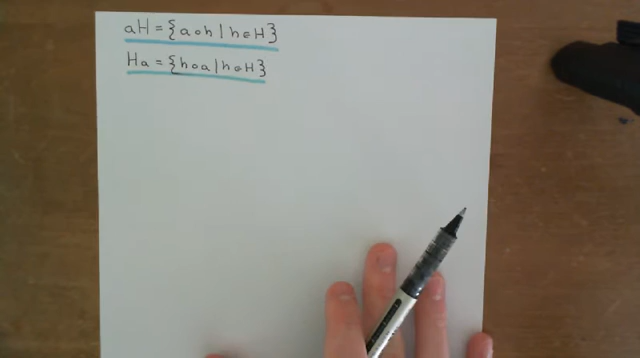 aH = {a∘h | h∈H}
Ha = {h∘a | h∈H}